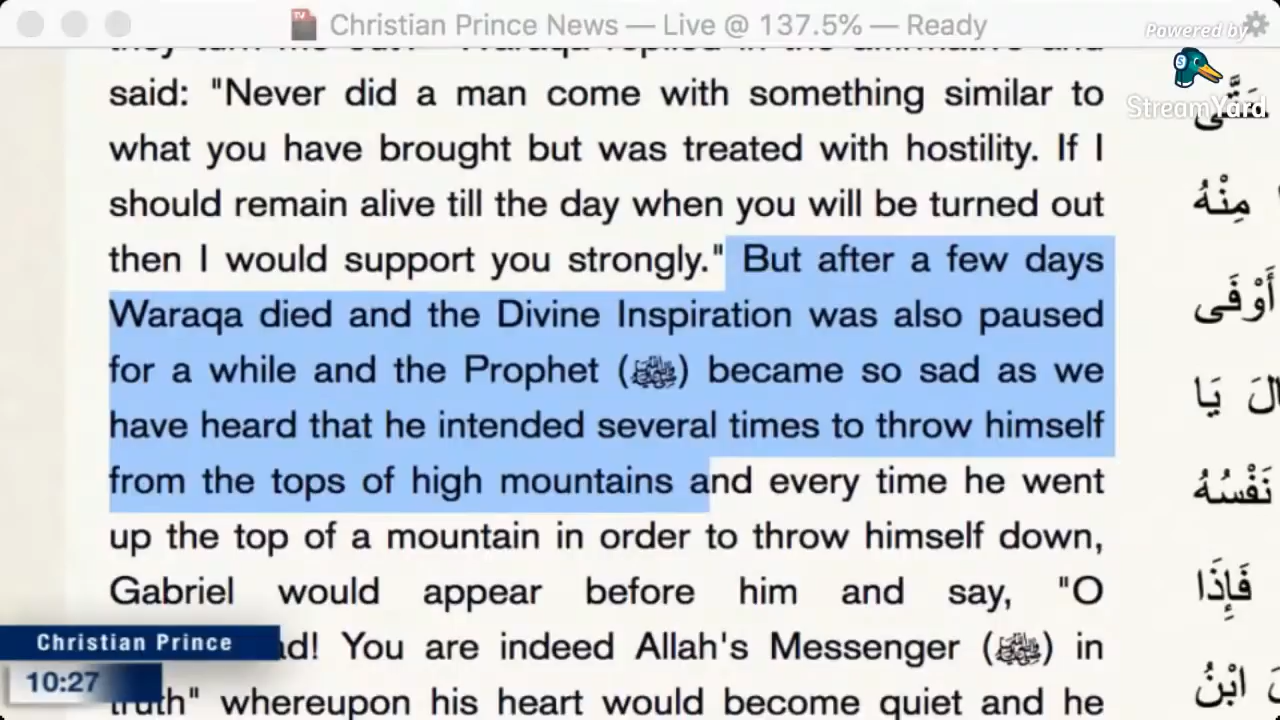 Christian Prince News — Live @ 137.5% — Ready
Powered by
StreamYard
said: "Never did a man come with something similar to
what you have brought but was treated with hostility. If I
should remain alive till the day when you will be turned out
then I would support you strongly." But after a few days
Waraqa died and the Divine Inspiration was also paused
for a while and the Prophet (ﷺ) became so sad as we
have heard that he intended several times to throw himself
from the tops of high mountains and every time he went
up the top of a mountain in order to throw himself down,
Gabriel would appear before him and say, "O
ad! You are indeed Allah's Messenger (ﷺ) in
truth" whereupon his heart would become quiet and he
مِنْهُ
أَوْفَى
يَا
نَفْسُهُ
فَإِذَا
ابْنُ
Christian Prince
10:27